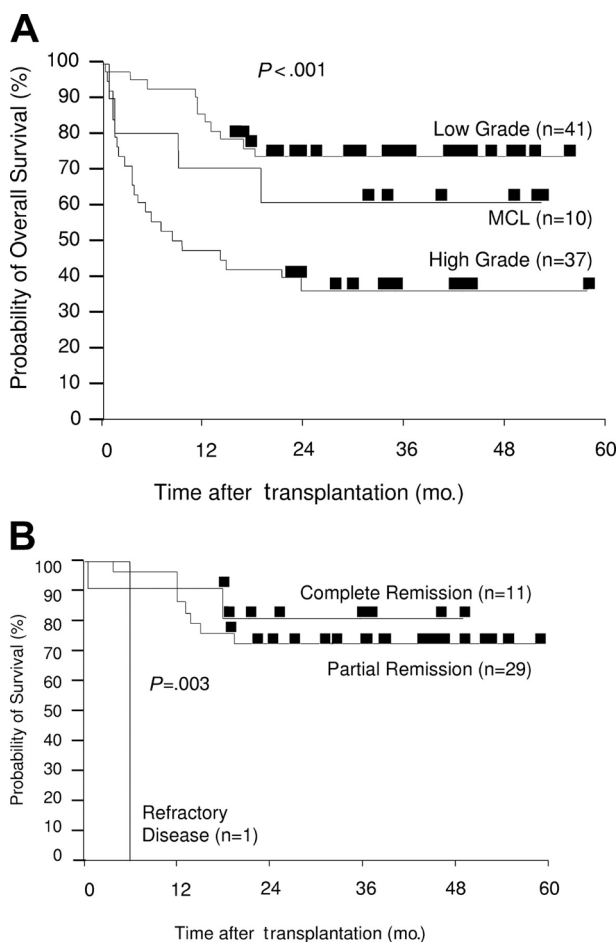 A
100
90
80
70
60
50
40
30
20
10
0
Probability of Overall Survival (%)
P< .001
Low Grade (n=41)
MCL (n=10)
High Grade (n=37)
0 12 24 36 48 60
Time after transplantation (mo.)
B
100
90
80
70
60
50
40
30
20
10
0
Probability of Survival (%)
Complete Remission (n=11)
Partial Remission (n=29)
P=.003
Refractory
Disease (n=1)
0 12 24 36 48 60
Time after transplantation (mo.)